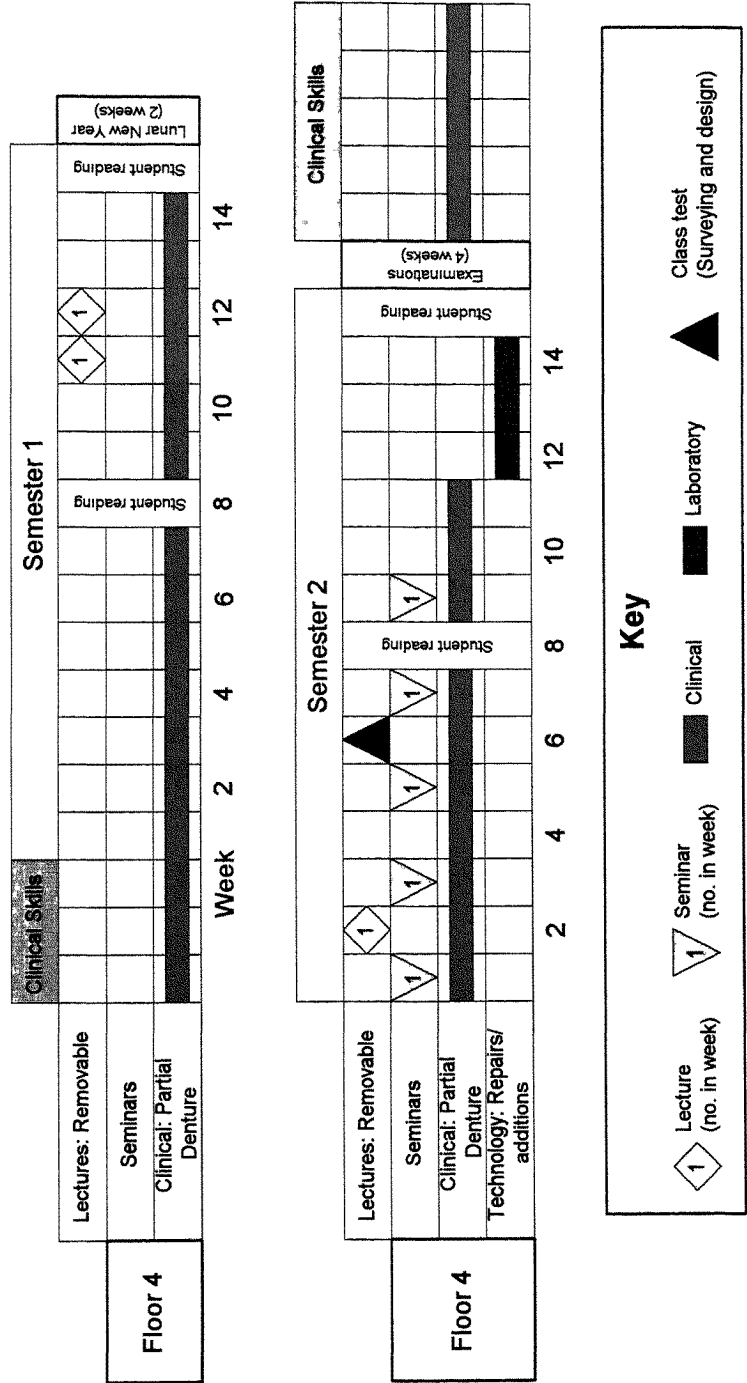 Clinical Skills
Semester 1
Lunar New Year
(2 weeks)
Floor 4
Lectures: Removable
Seminars
Clinical: Partial
Denture
1
1
Student reading
Student reading
Week
2
4
6
8
10
12
14
Semester 2
Clinical Skills
Floor 4
Lectures: Removable
Seminars
Clinical: Partial
Denture
Technology: Repairs/
additions
1
1
1
1
1
1
Student reading
Student reading
Examinations
(4 weeks)
2
4
6
8
10
12
14
Key
1
Lecture
(no. in week)
1
Seminar
(no. in week)
Clinical
Laboratory
Class test
(Surveying and design)